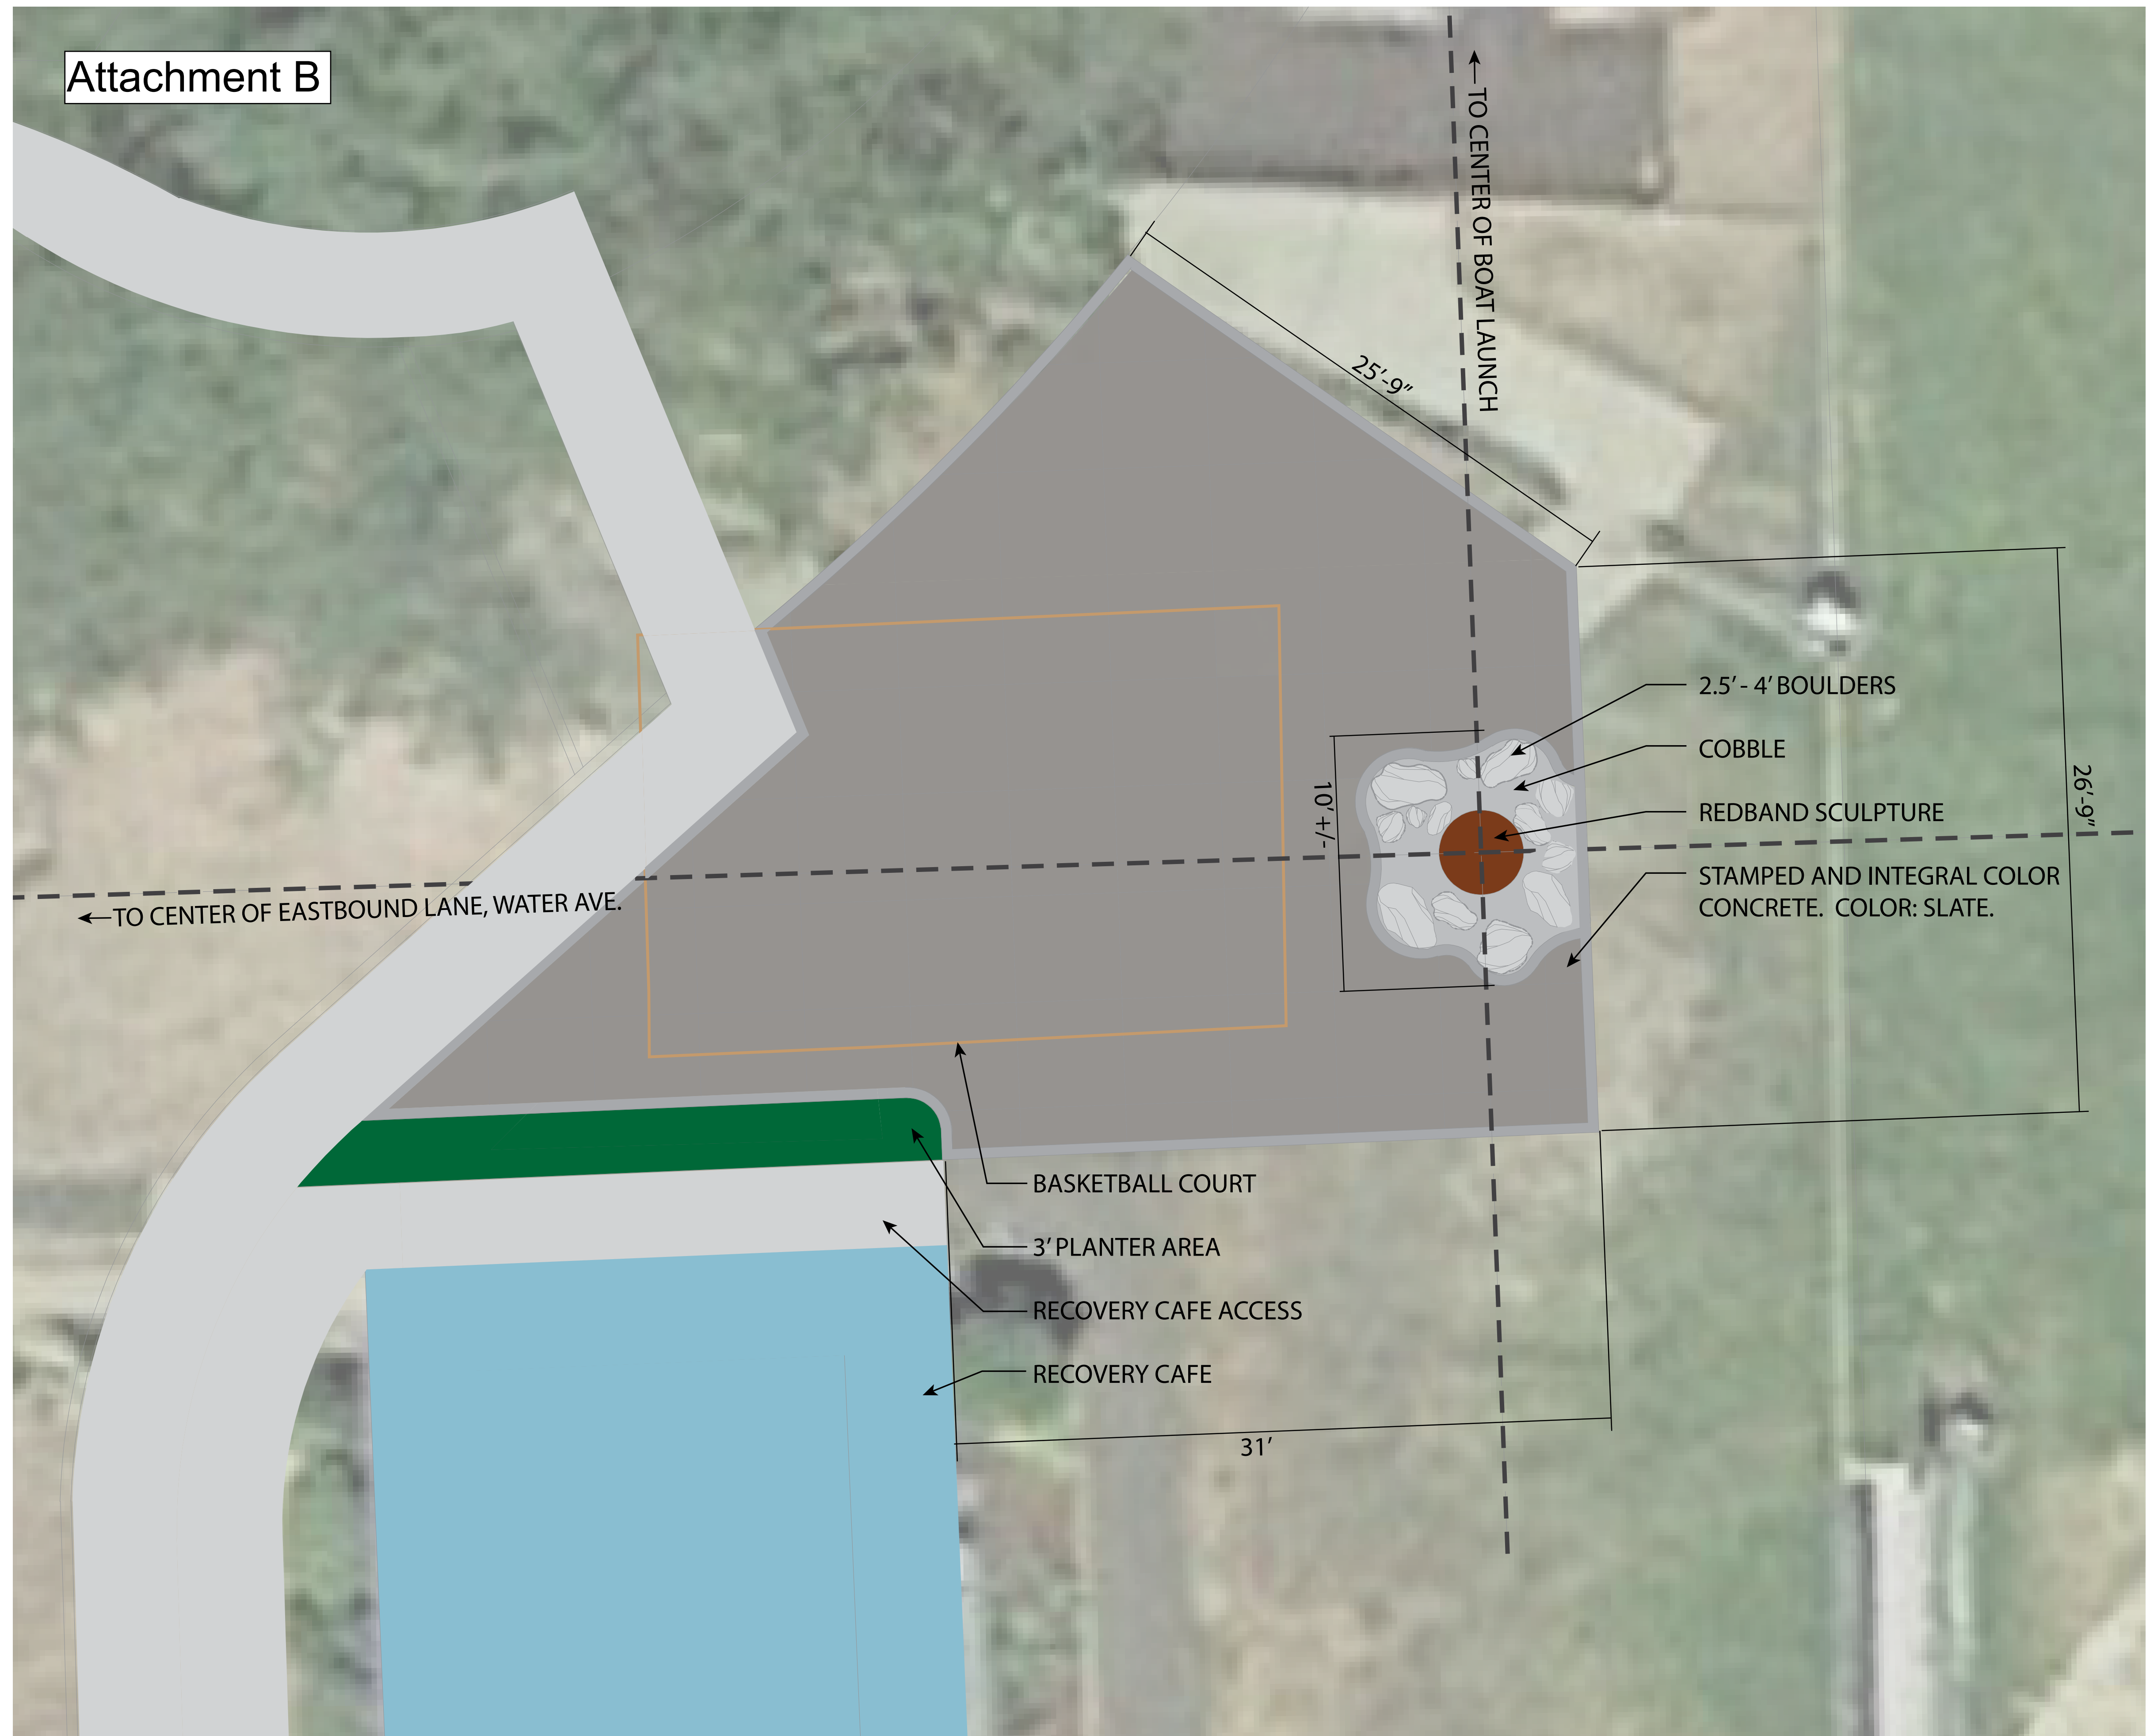 Attachment B
TO CENTER OF BOAT LAUNCH
25'-9"
2.5' - 4' BOULDERS
COBBLE
REDBAND SCULPTURE
STAMPED AND INTEGRAL COLOR
CONCRETE.  COLOR: SLATE.
26'-9"
10' +/-
TO CENTER OF EASTBOUND LANE, WATER AVE.
BASKETBALL COURT
3' PLANTER AREA
RECOVERY CAFE ACCESS
RECOVERY CAFE
31'